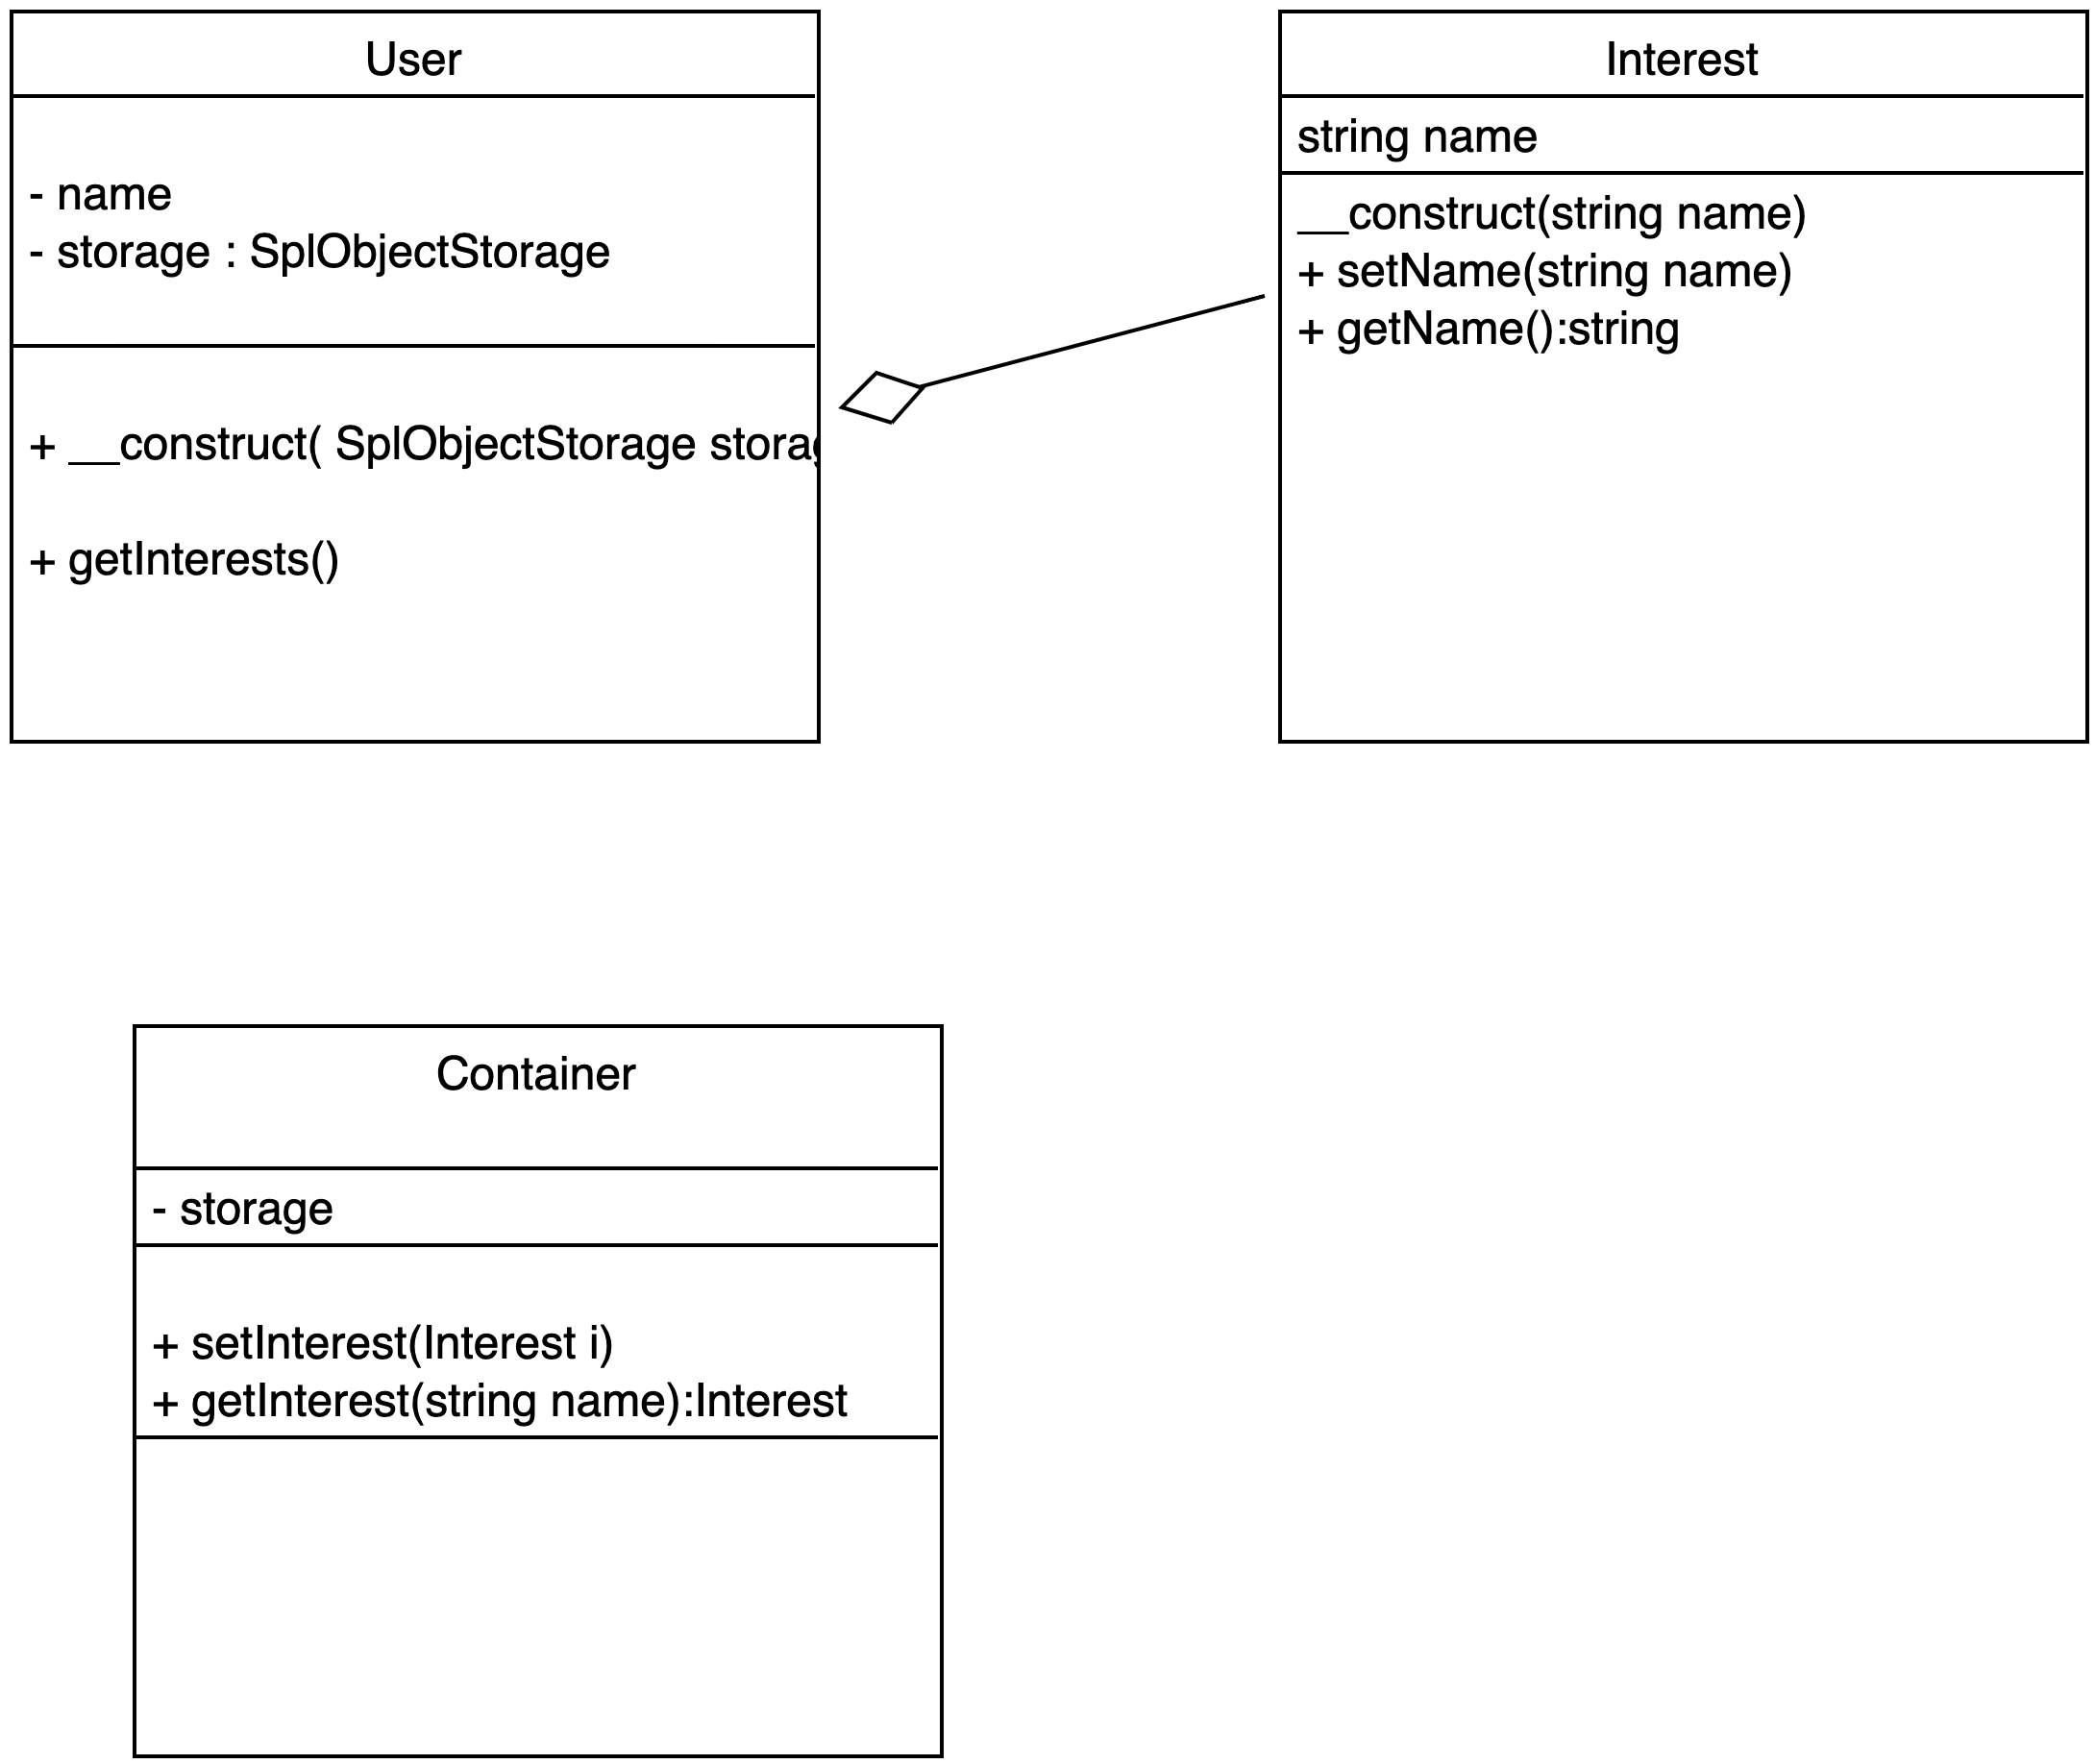 User
- name
- storage : SplObjectStorage
+ __construct( SplObjectStorage
+ getInterests()
Interest
string name
__construct(string name)
+ setName(string name)
+ getName():string
Container
- storage
+ setInterest(Interest i)
+ getInterest(string name):Interest